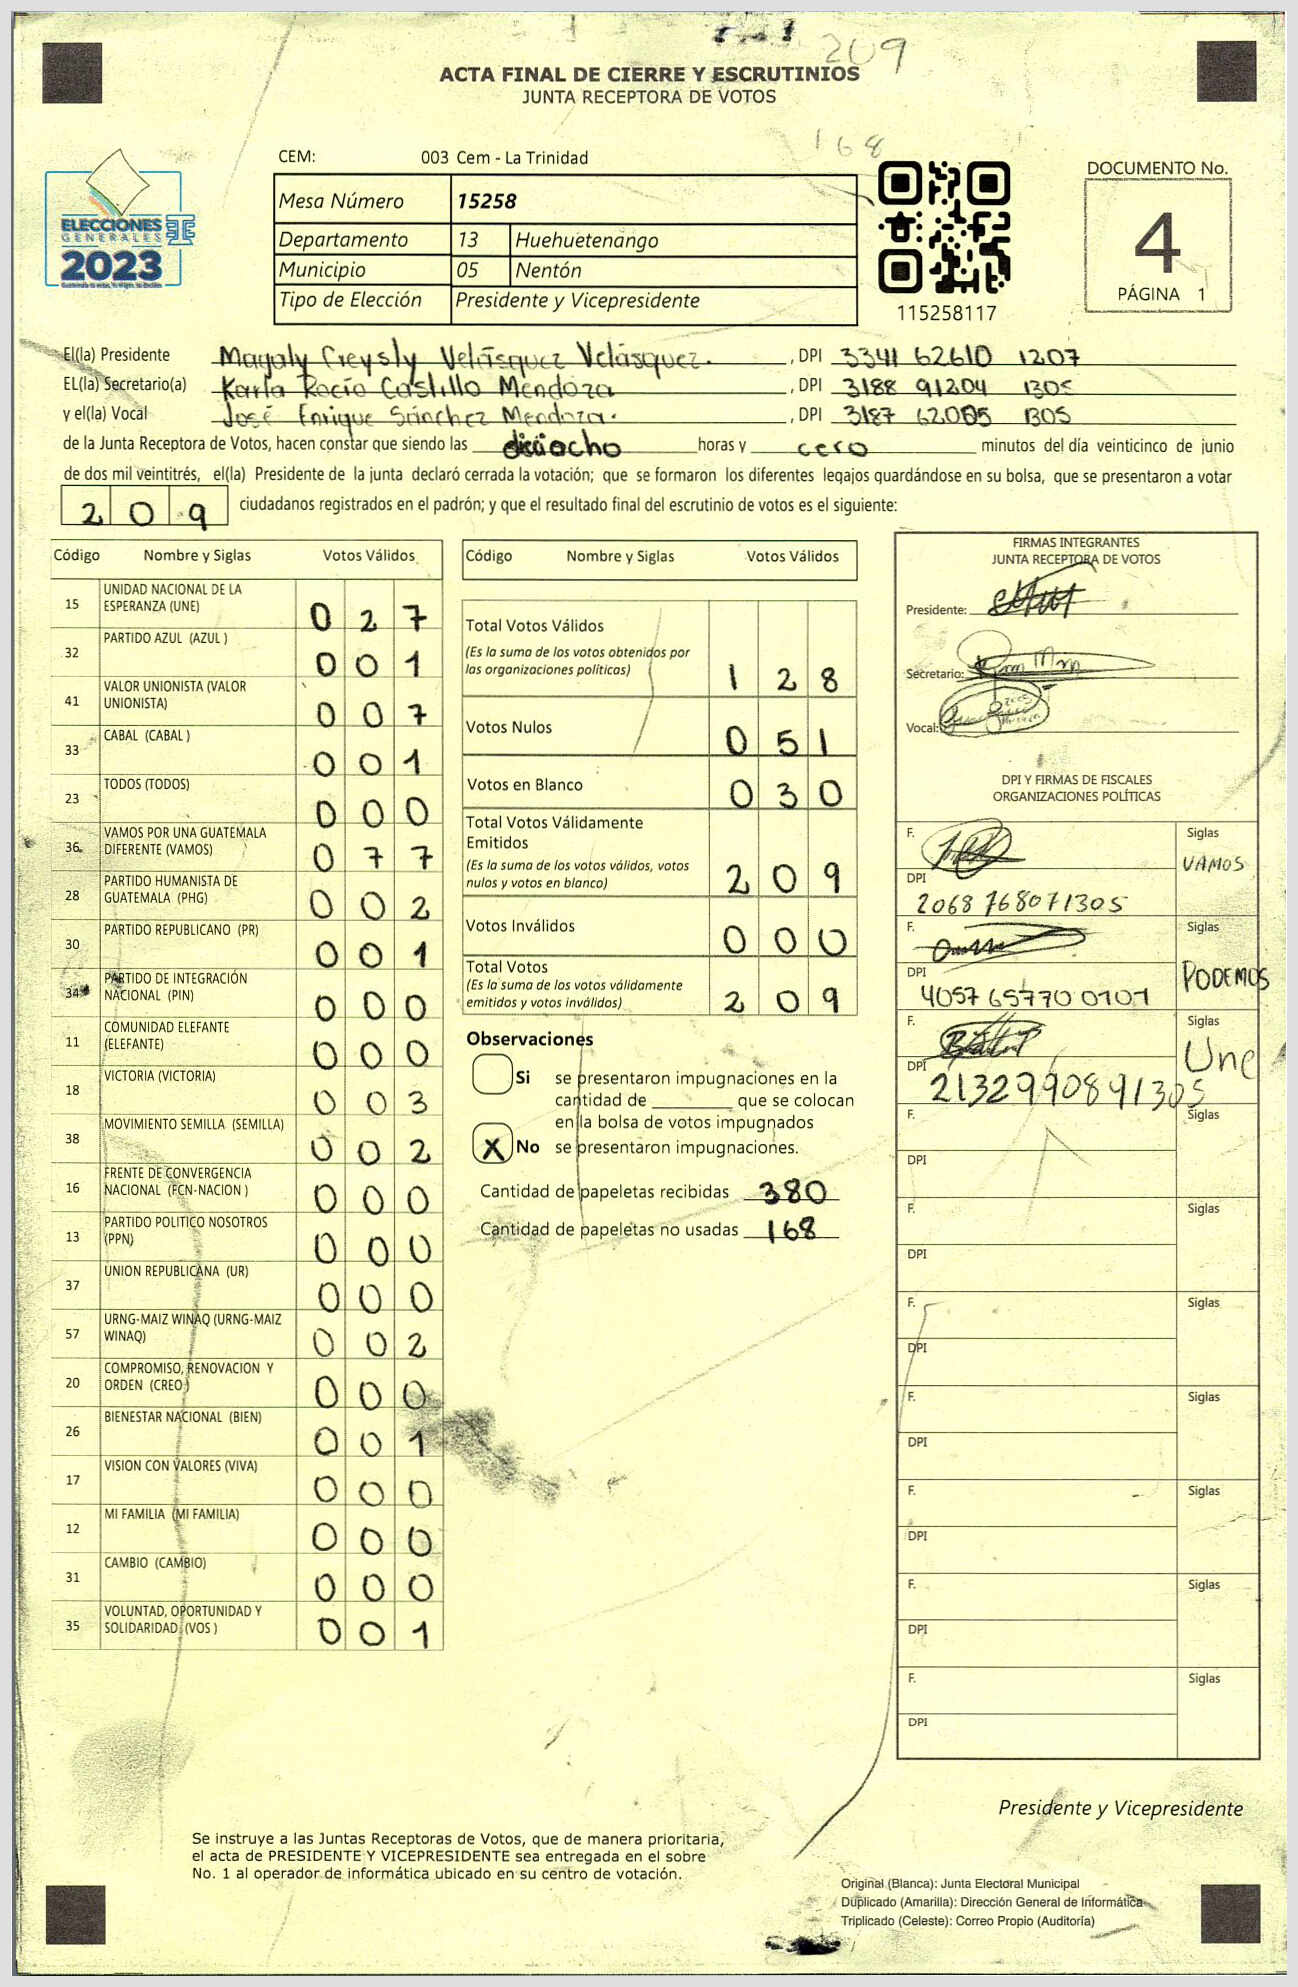 209
ACTA FINAL DE CIERRE Y ESCRUTINIOS
JUNTA RECEPTORA DE VOTOS
168
CEM: 003 Cem - La Trinidad
DOCUMENTO No.
4
PÁGINA 1
ELECCIONES
GENERALES
2023
Mesa Número 15258
Departamento 13 Huehuetenango
Municipio 05 Nentón
Tipo de Elección Presidente y Vicepresidente
115258117
El(la) Presidente Magaly Greysly Velásquez Velásquez. , DPI 3341 62610 1207
EL(la) Secretario(a) Karla Rocío Castillo Mendoza , DPI 3188 91204 1305
y el(la) Vocal José Enrique Sánchez Mendoza. , DPI 3187 62005 1305
de la Junta Receptora de Votos, hacen constar que siendo las dieciocho horas y cero minutos del día veinticinco de junio
de dos mil veintitrés, el(la) Presidente de la junta declaró cerrada la votación; que se formaron los diferentes legajos guardándose en su bolsa, que se presentaron a votar
209 ciudadanos registrados en el padrón; y que el resultado final del escrutinio de votos es el siguiente:
Código Nombre y Siglas Votos Válidos
15 UNIDAD NACIONAL DE LA
ESPERANZA (UNE) 0 2 7
32 PARTIDO AZUL (AZUL ) 0 0 1
41 VALOR UNIONISTA (VALOR
UNIONISTA) 0 0 7
33 CABAL (CABAL ) 0 0 1
23 TODOS (TODOS) 0 0 0
36 VAMOS POR UNA GUATEMALA
DIFERENTE (VAMOS) 0 7 7
28 PARTIDO HUMANISTA DE
GUATEMALA (PHG) 0 0 2
30 PARTIDO REPUBLICANO (PR) 0 0 1
34 PARTIDO DE INTEGRACIÓN
NACIONAL (PIN) 0 0 0
11 COMUNIDAD ELEFANTE
(ELEFANTE) 0 0 0
18 VICTORIA (VICTORIA) 0 0 3
38 MOVIMIENTO SEMILLA (SEMILLA) 0 0 2
16 FRENTE DE CONVERGENCIA
NACIONAL (FCN-NACION ) 0 0 0
13 PARTIDO POLITICO NOSOTROS
(PPN) 0 0 0
37 UNION REPUBLICANA (UR) 0 0 0
57 URNG-MAIZ WINAQ (URNG-MAIZ
WINAQ) 0 0 2
20 COMPROMISO, RENOVACION Y
ORDEN (CREO ) 0 0 0
26 BIENESTAR NACIONAL (BIEN) 0 0 1
17 VISION CON VALORES (VIVA) 0 0 0
12 MI FAMILIA (MI FAMILIA) 0 0 0
31 CAMBIO (CAMBIO) 0 0 0
35 VOLUNTAD, OPORTUNIDAD Y
SOLIDARIDAD (VOS ) 0 0 1
Código Nombre y Siglas Votos Válidos
Total Votos Válidos
(Es la suma de los votos obtenidos por
las organizaciones políticas) 1 2 8
Votos Nulos 0 5 1
Votos en Blanco 0 3 0
Total Votos Válidamente
Emitidos
(Es la suma de los votos válidos, votos
nulos y votos en blanco) 2 0 9
Votos Inválidos 0 0 0
Total Votos
(Es la suma de los votos válidamente
emitidos y votos inválidos) 2 0 9
Observaciones
Si se presentaron impugnaciones en la
cantidad de ________ que se colocan
en la bolsa de votos impugnados
X No se presentaron impugnaciones.
Cantidad de papeletas recibidas 380
Cantidad de papeletas no usadas 168
FIRMAS INTEGRANTES
JUNTA RECEPTORA DE VOTOS
Presidente:
Secretario:
Vocal:
DPI Y FIRMAS DE FISCALES
ORGANIZACIONES POLÍTICAS
F. Siglas
VAMOS
DPI
2068 768071305
F. Siglas
PODEMOS
DPI
4057 65770 0101
F. Siglas
Une
DPI
2132990891305
F. Siglas
DPI
F. Siglas
DPI
F. Siglas
DPI
F. Siglas
DPI
F. Siglas
DPI
F. Siglas
DPI
F. Siglas
DPI
Presidente y Vicepresidente
Se instruye a las Juntas Receptoras de Votos, que de manera prioritaria,
el acta de PRESIDENTE Y VICEPRESIDENTE sea entregada en el sobre
No. 1 al operador de informática ubicado en su centro de votación.
Original (Blanca): Junta Electoral Municipal
Duplicado (Amarilla): Dirección General de Informática
Triplicado (Celeste): Correo Propio (Auditoría)